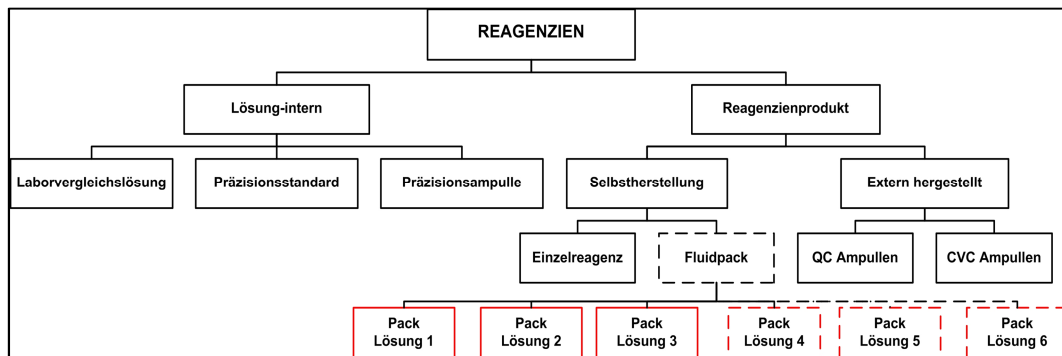 REAGENZIEN
Lösung-intern
Reagenzienprodukt
Laborvergleichslösung
Präzisionsstandard
Präzisionsampulle
Selbstherstellung
Extern hergestellt
Einzelreagenz
Fluidpack
QC Ampullen
CVC Ampullen
Pack
Lösung 1
Pack
Lösung 2
Pack
Lösung 3
Pack
Lösung 4
Pack
Lösung 5
Pack
Lösung 6